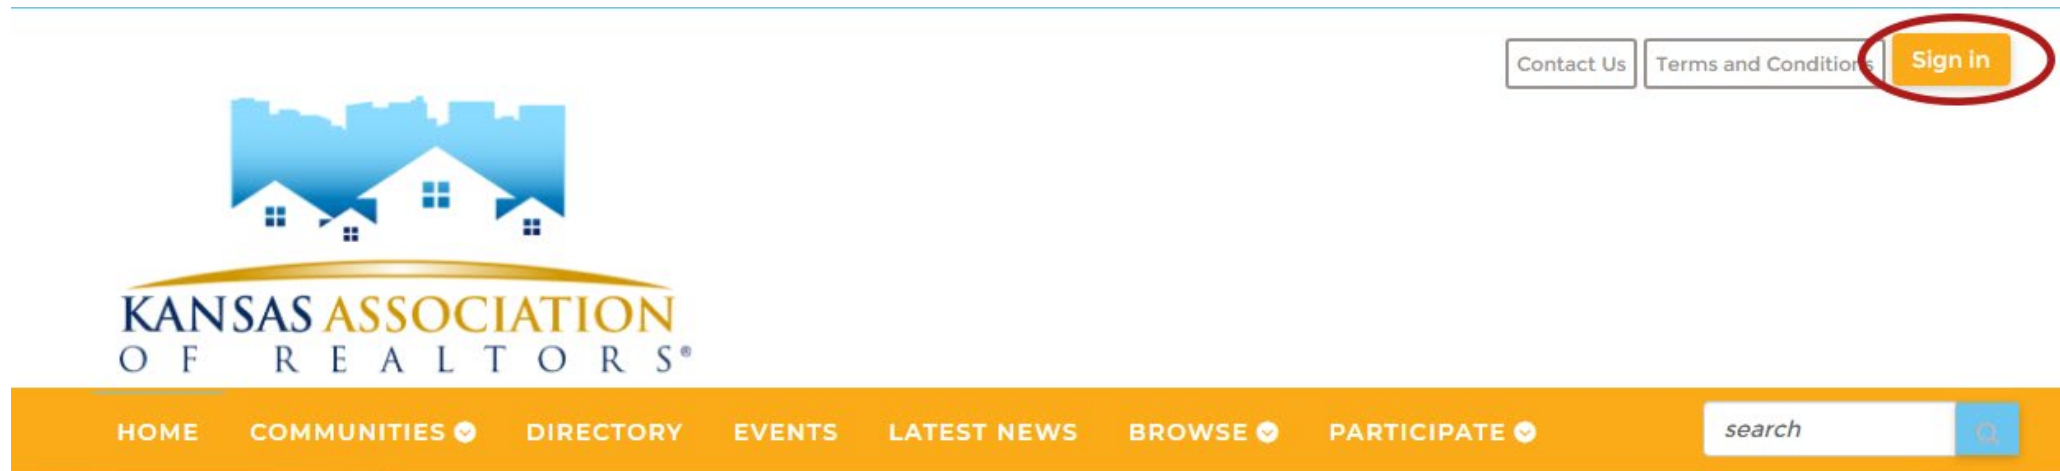 Contact Us Terms and Conditions Sign in
KANSAS ASSOCIATION
OF REALTORS®
HOME COMMUNITIES DIRECTORY EVENTS LATEST NEWS BROWSE PARTICIPATE search